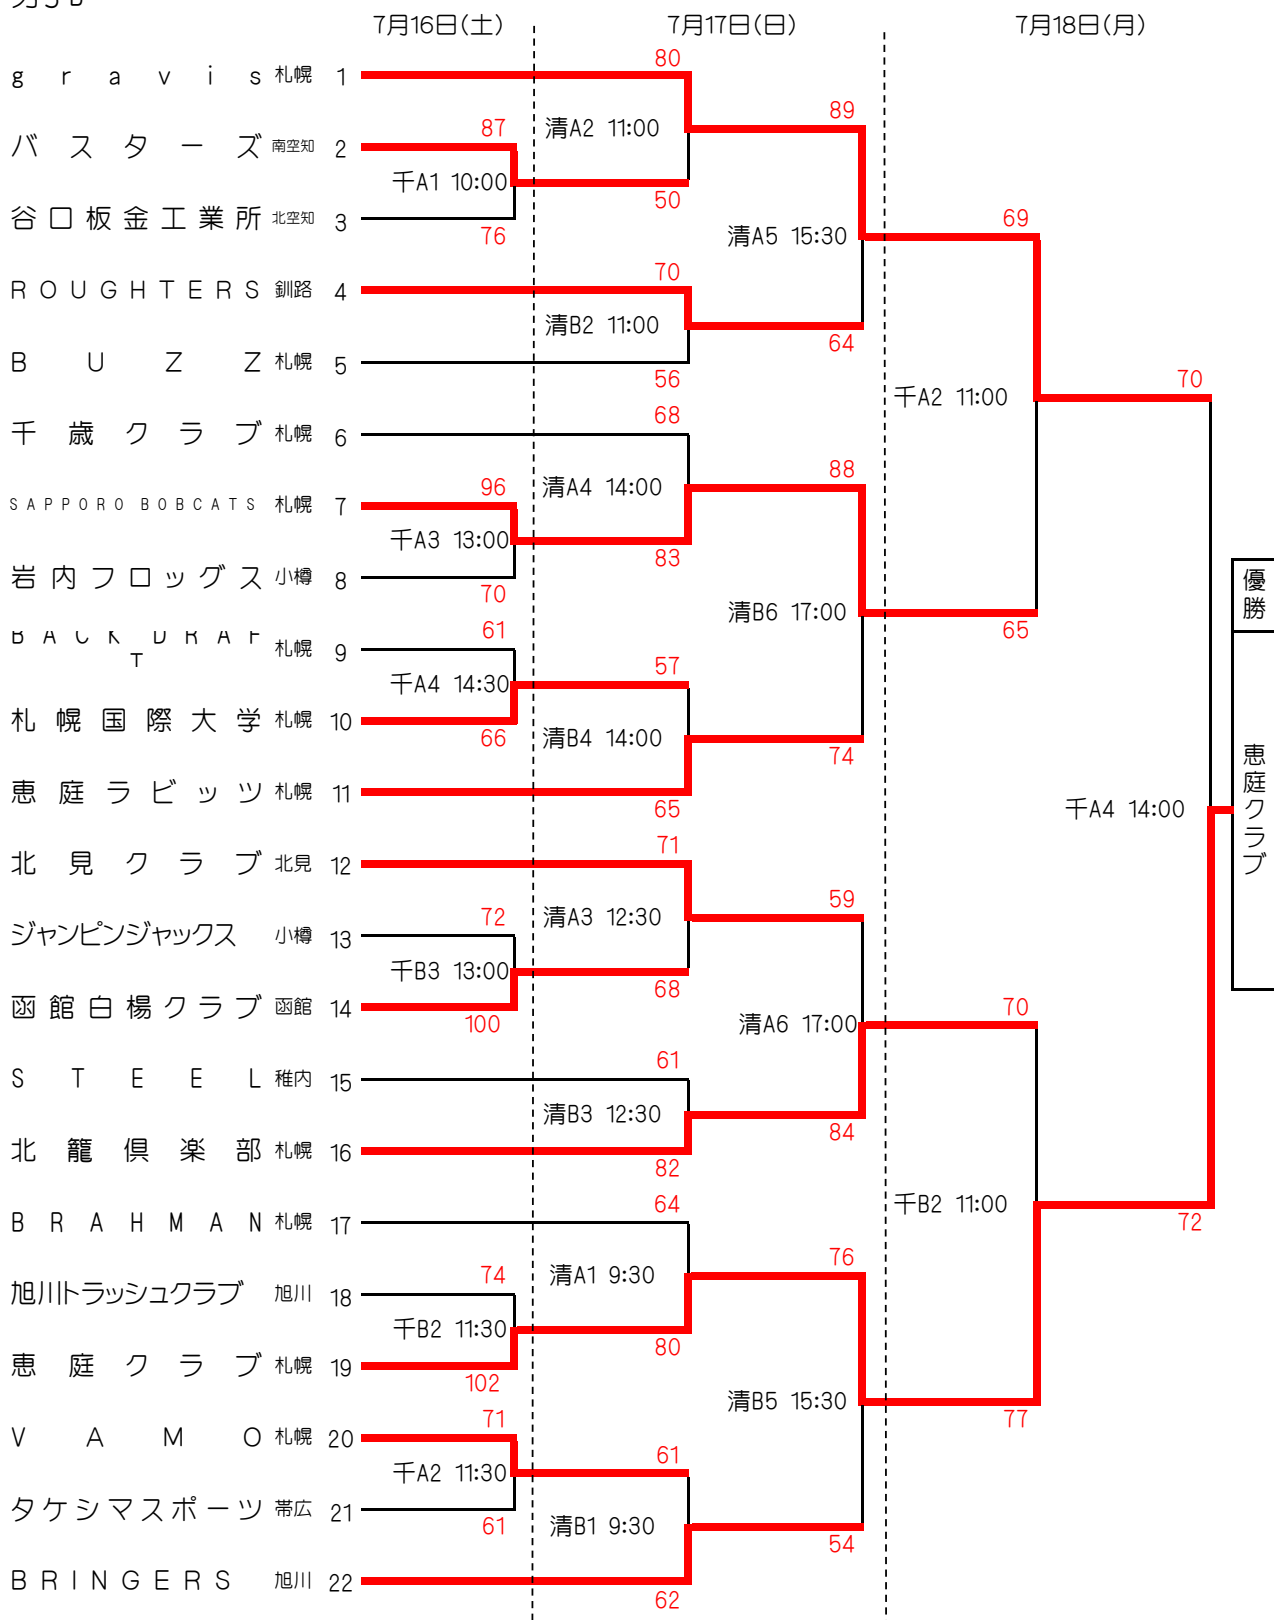 7月16日(土) 7月17日(日) 7月18日(月)
gravis 札幌 1
80
89
バスターズ 南空知 2
87
清A2 11:00
千A1 10:00
50
谷口板金工業所 北空知 3
76
69
清A5 15:30
ROUGHTERS 釧路 4
70
清B2 11:00
64
BUZZ 札幌 5
56
70
千A2 11:00
千歳クラブ 札幌 6
68
88
SAPPORO BOBCATS 札幌 7
96
清A4 14:00
千A3 13:00
83
岩内フロッグス 小樽 8
70
優勝
清B6 17:00
65
BACK DRAFT 札幌 9
61
57
千A4 14:30
札幌国際大学 札幌 10
66
清B4 14:00
74
恵庭ラビッツ 札幌 11
65
恵庭クラブ
千A4 14:00
北見クラブ 北見 12
71
59
ジャンピンジャックス 小樽 13
72
清A3 12:30
千B3 13:00
68
函館白楊クラブ 函館 14
100
70
清A6 17:00
STEEL 稚内 15
61
清B3 12:30
84
北籠倶楽部 札幌 16
82
千B2 11:00
72
BRAHMAN 札幌 17
64
76
旭川トラッシュクラブ 旭川 18
74
清A1 9:30
千B2 11:30
80
恵庭クラブ 札幌 19
102
清B5 15:30
77
VAMO 札幌 20
71
61
千A2 11:30
タケシマスポーツ 帯広 21
61
清B1 9:30
54
BRINGERS 旭川 22
62